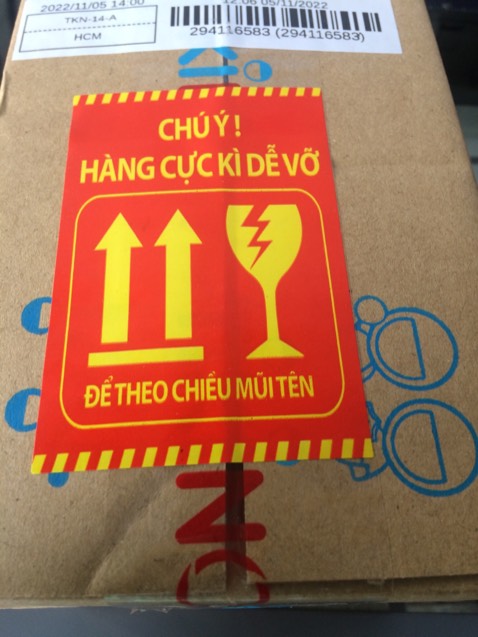 2022/11/05 14:00
12:06 05/11/2022
TKN-14-A
HCM
294116583 (294116583)
CHÚ Ý!
HÀNG CỰC KÌ DỄ VỠ
ĐỂ THEO CHIỀU MŨI TÊN